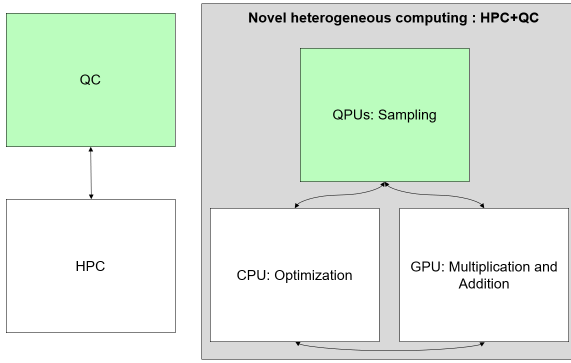 QC
HPC
Novel heterogeneous computing : HPC+QC
QPUs: Sampling
CPU: Optimization
GPU: Multiplication and
Addition